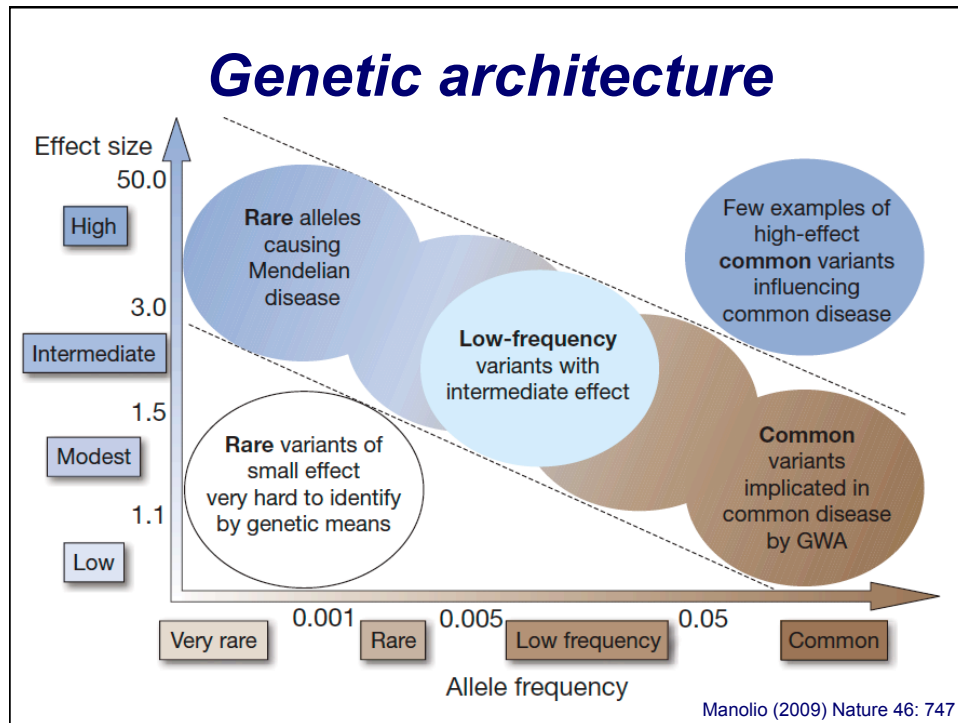 Genetic architecture
Effect size
50.0
High
3.0
Intermediate
1.5
Modest
1.1
Low
Rare alleles
causing
Mendelian
disease
Few examples of
high-effect
common variants
influencing
common disease
Low-frequency
variants with
intermediate effect
Rare variants of
small effect
very hard to identify
by genetic means
Common
variants
implicated in
common disease
by GWA
0.001
0.005
0.05
Very rare
Rare
Low frequency
Common
Allele frequency
Manolio (2009) Nature 46: 747